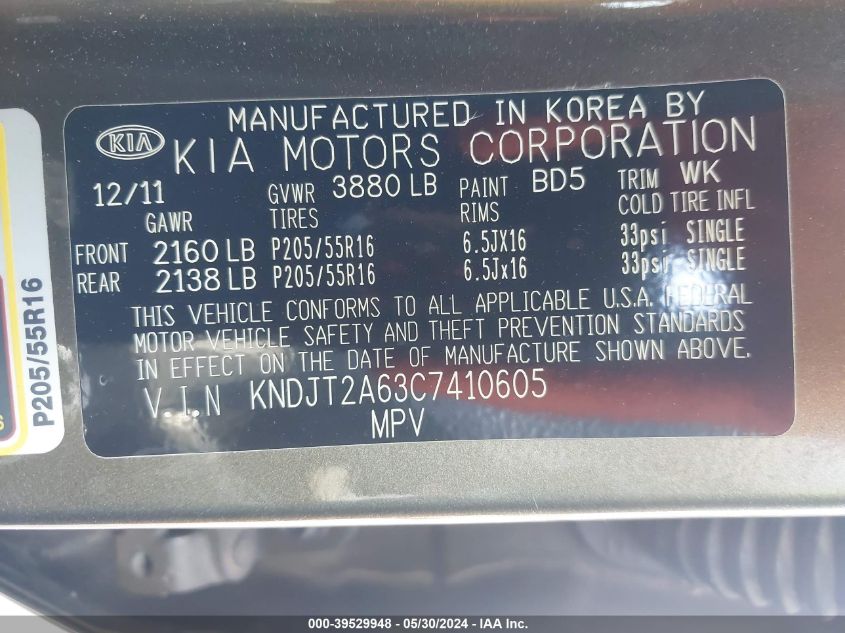 MANUFACTURED IN KOREA BY
KIA KIA MOTORS CORPORATION
12/11 GVWR 3880 LB PAINT BD5 TRIM WK
GAWR TIRES RIMS COLD TIRE INFL
FRONT 2160 LB P205/55R16 6.5JX16 33psi SINGLE
REAR 2138 LB P205/55R16 6.5Jx16 33psi SINGLE
THIS VEHICLE CONFORMS TO ALL APPLICABLE U.S.A. FEDERAL
MOTOR VEHICLE SAFETY AND THEFT PREVENTION STANDARDS
IN EFFECT ON THE DATE OF MANUFACTURE SHOWN ABOVE.
V.I.N KNDJT2A63C7410605
MPV
P205/55R16
000-39529948 - 05/30/2024 - IAA Inc.